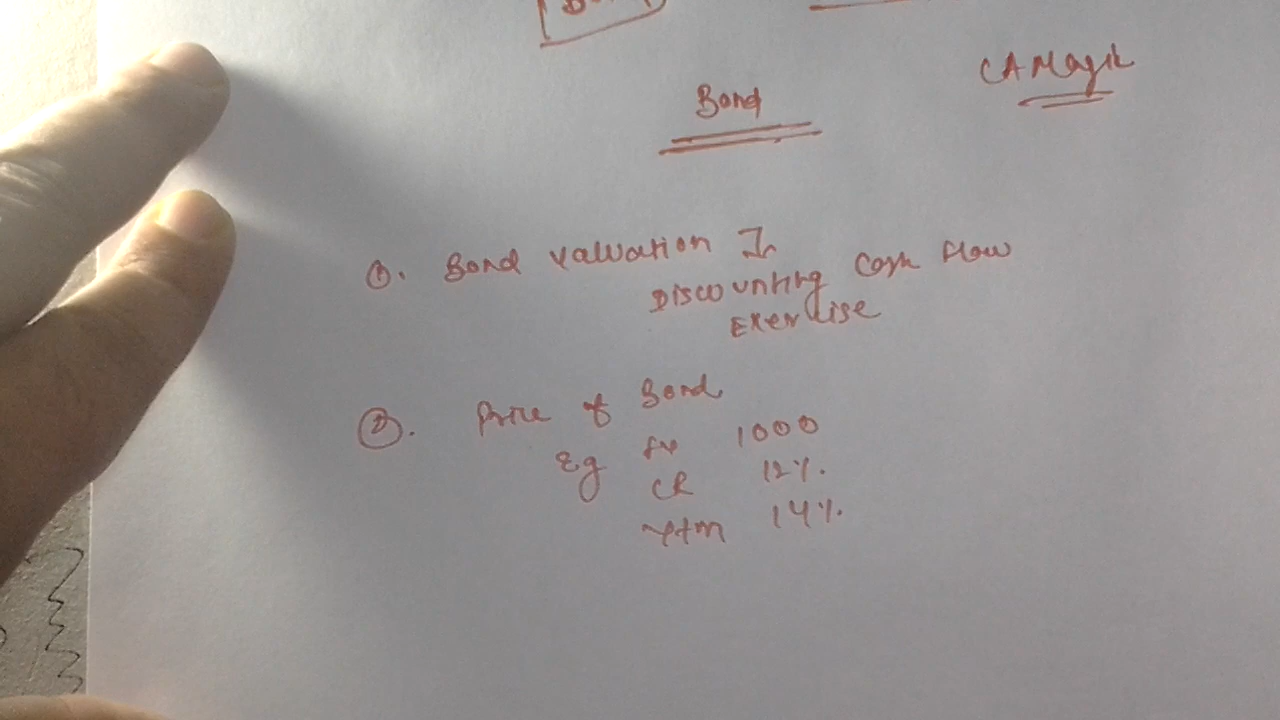 CA Magic
Bond
①. Bond valuation In
Discounting Cash Flow
Exercise
②. Price of Bond
Eg FV 1000
CR 12%.
YTM 14%.